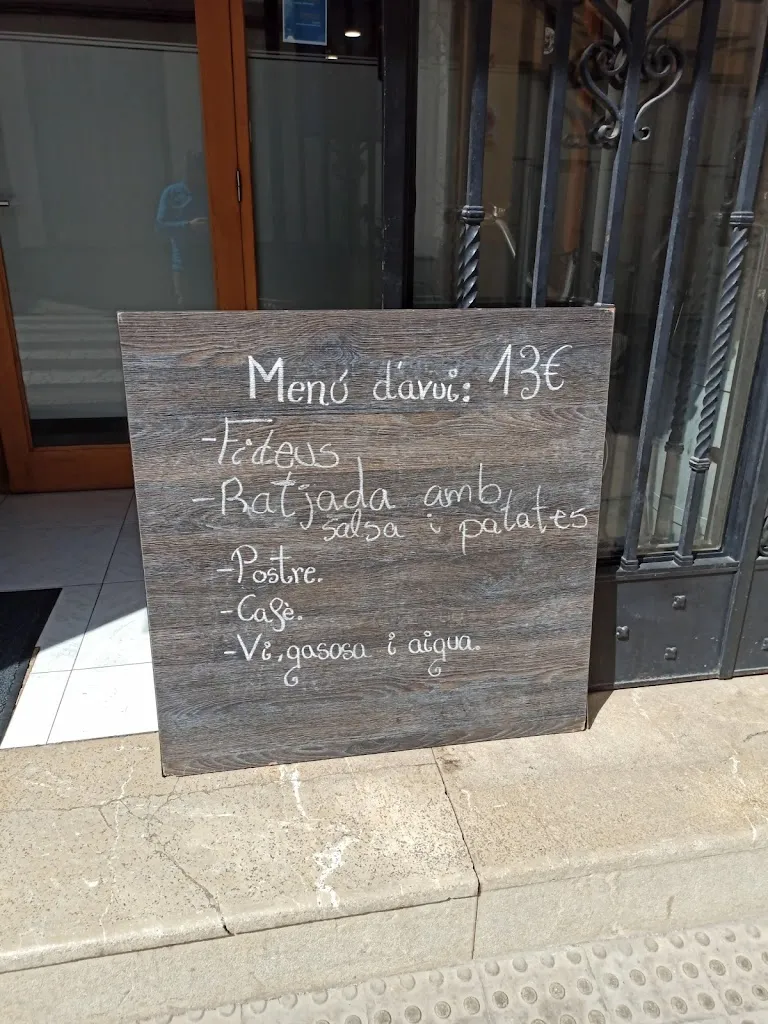 Menú d'avui: 13€
-Fideus
-Ratjada amb
salsa i patates
-Postre.
-Cafè.
-Vi, gasosa i aigua.